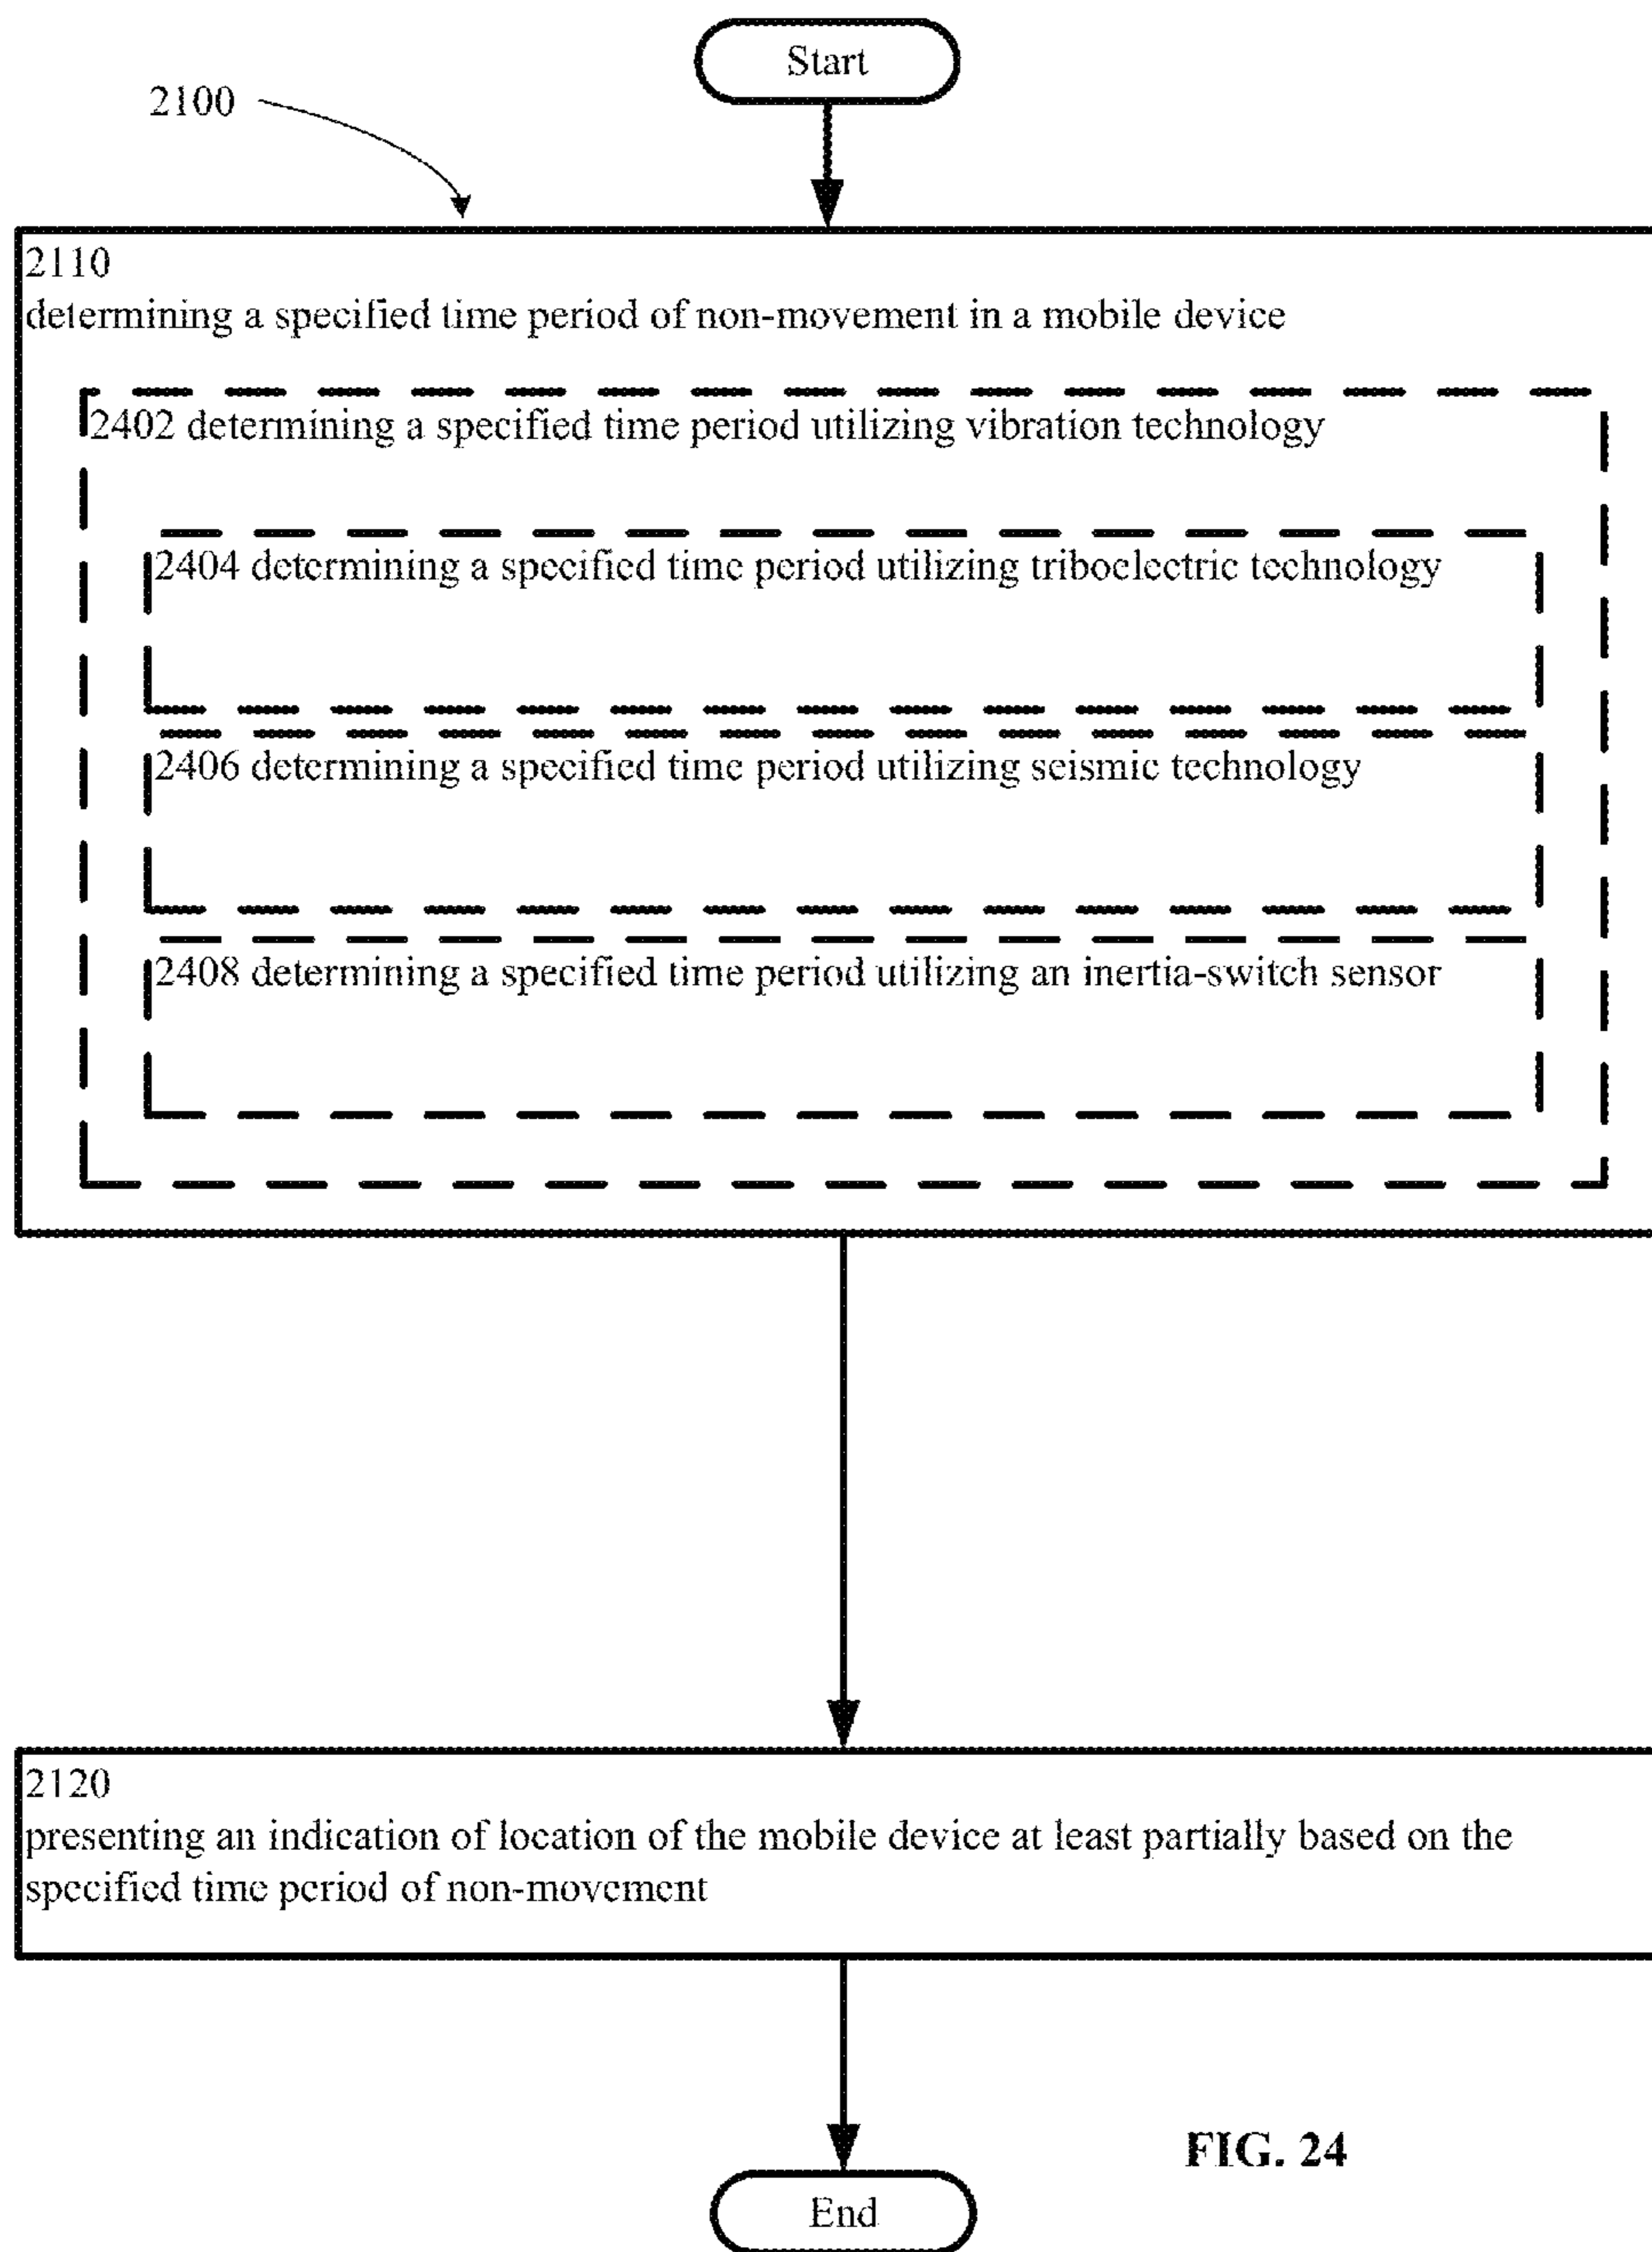 Start
2100
2110
determining a specified time period of non-movement in a mobile device
2402 determining a specified time period utilizing vibration technology
2404 determining a specified time period utilizing triboelectric technology
2406 determining a specified time period utilizing seismic technology
2408 determining a specified time period utilizing an inertia-switch sensor
2120
presenting an indication of location of the mobile device at least partially based on the
specified time period of non-movement
FIG. 24
End